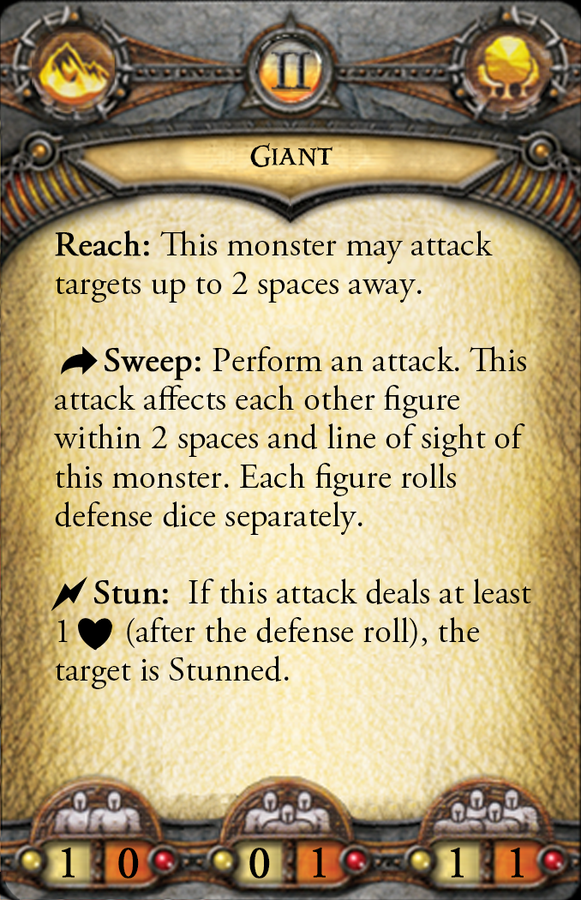 II
GIANT
Reach: This monster may attack
targets up to 2 spaces away.
Sweep: Perform an attack. This
attack affects each other figure
within 2 spaces and line of sight of
this monster. Each figure rolls
defense dice separately.
Stun: If this attack deals at least
1 (after the defense roll), the
target is Stunned.
1 0 0 1 1 1